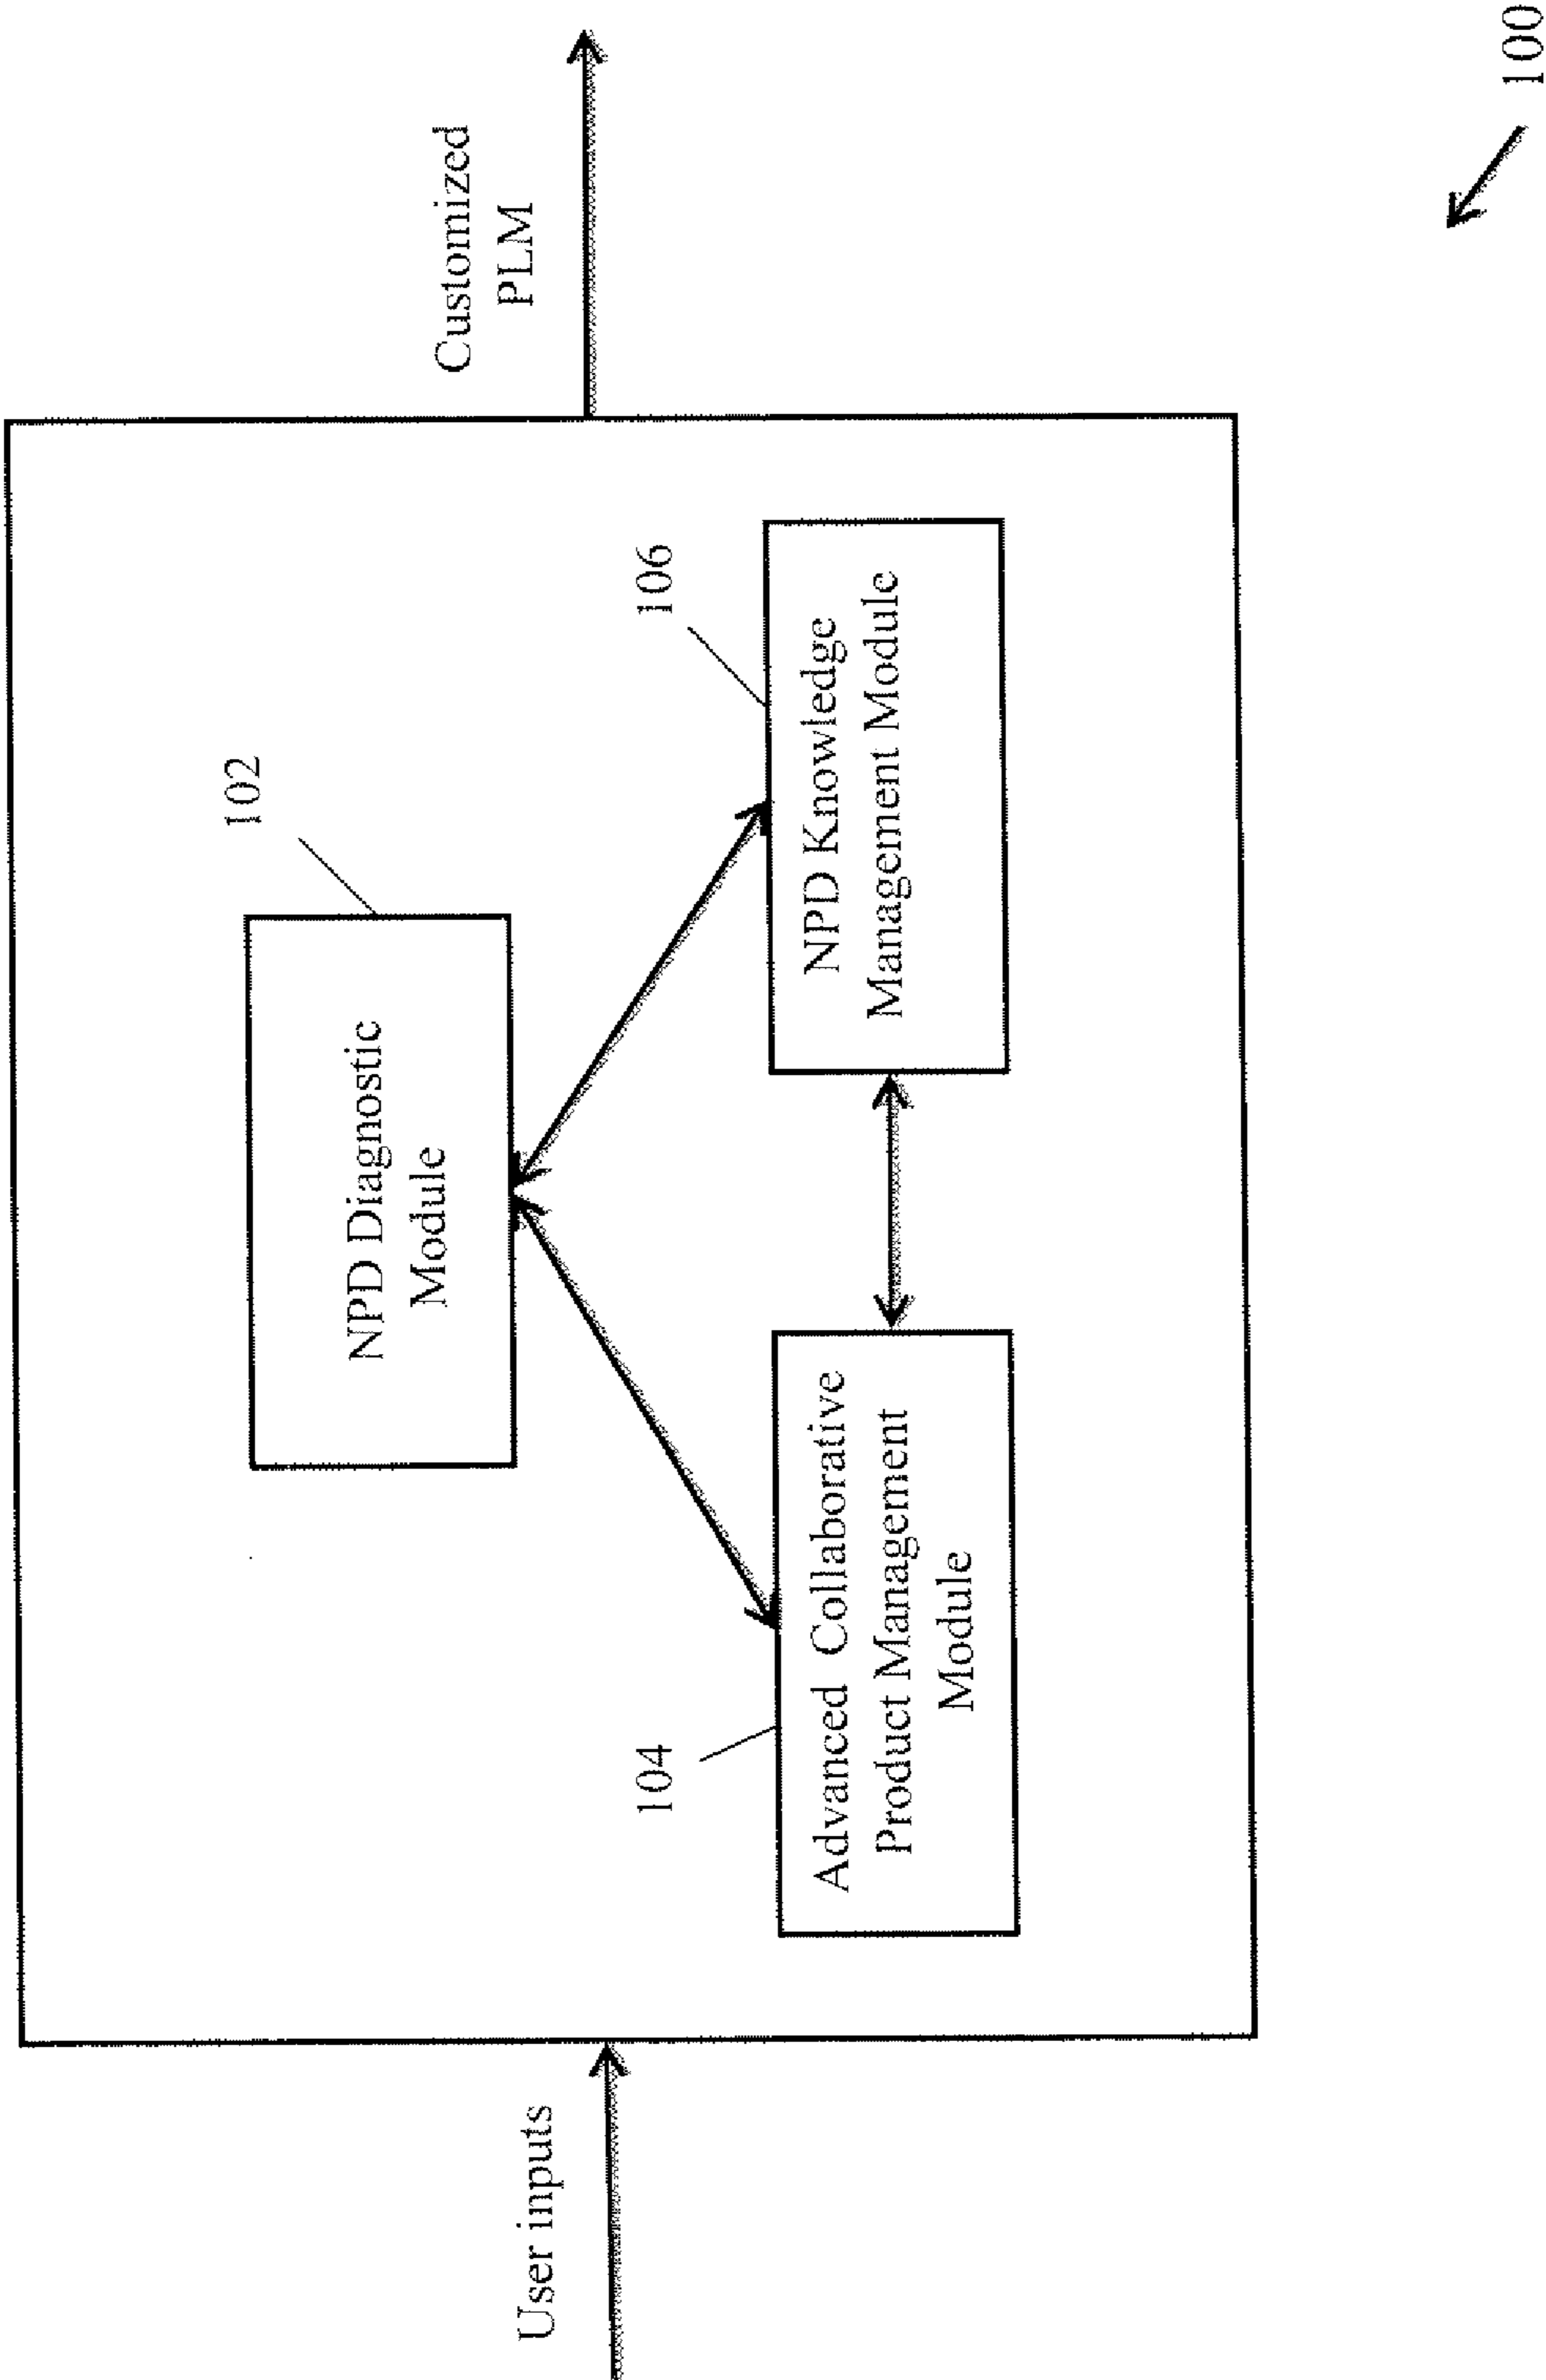 Customized
PLM
102
NPD Diagnostic
Module
User inputs
104
106
Advanced Collaborative
Product Management
Module
NPD Knowledge
Management Module
100